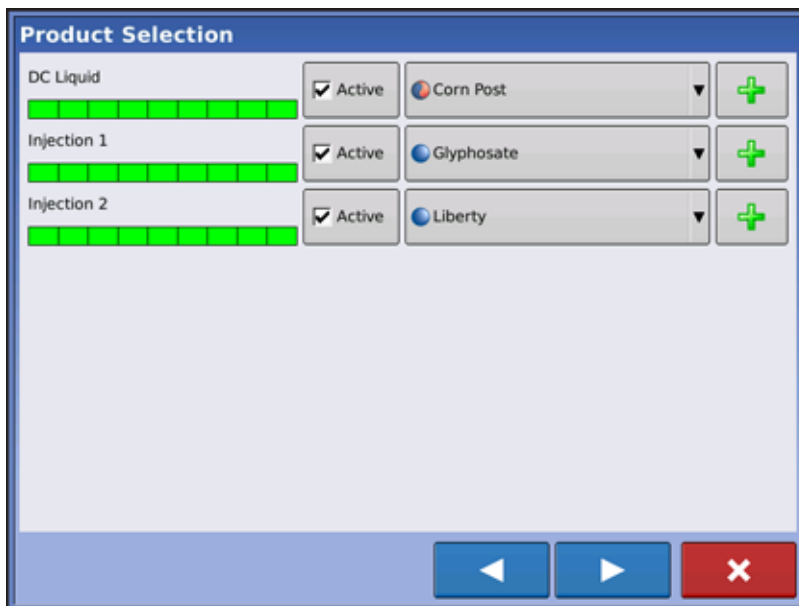 Product Selection
DC Liquid
Active
Corn Post
Injection 1
Active
Glyphosate
Injection 2
Active
Liberty